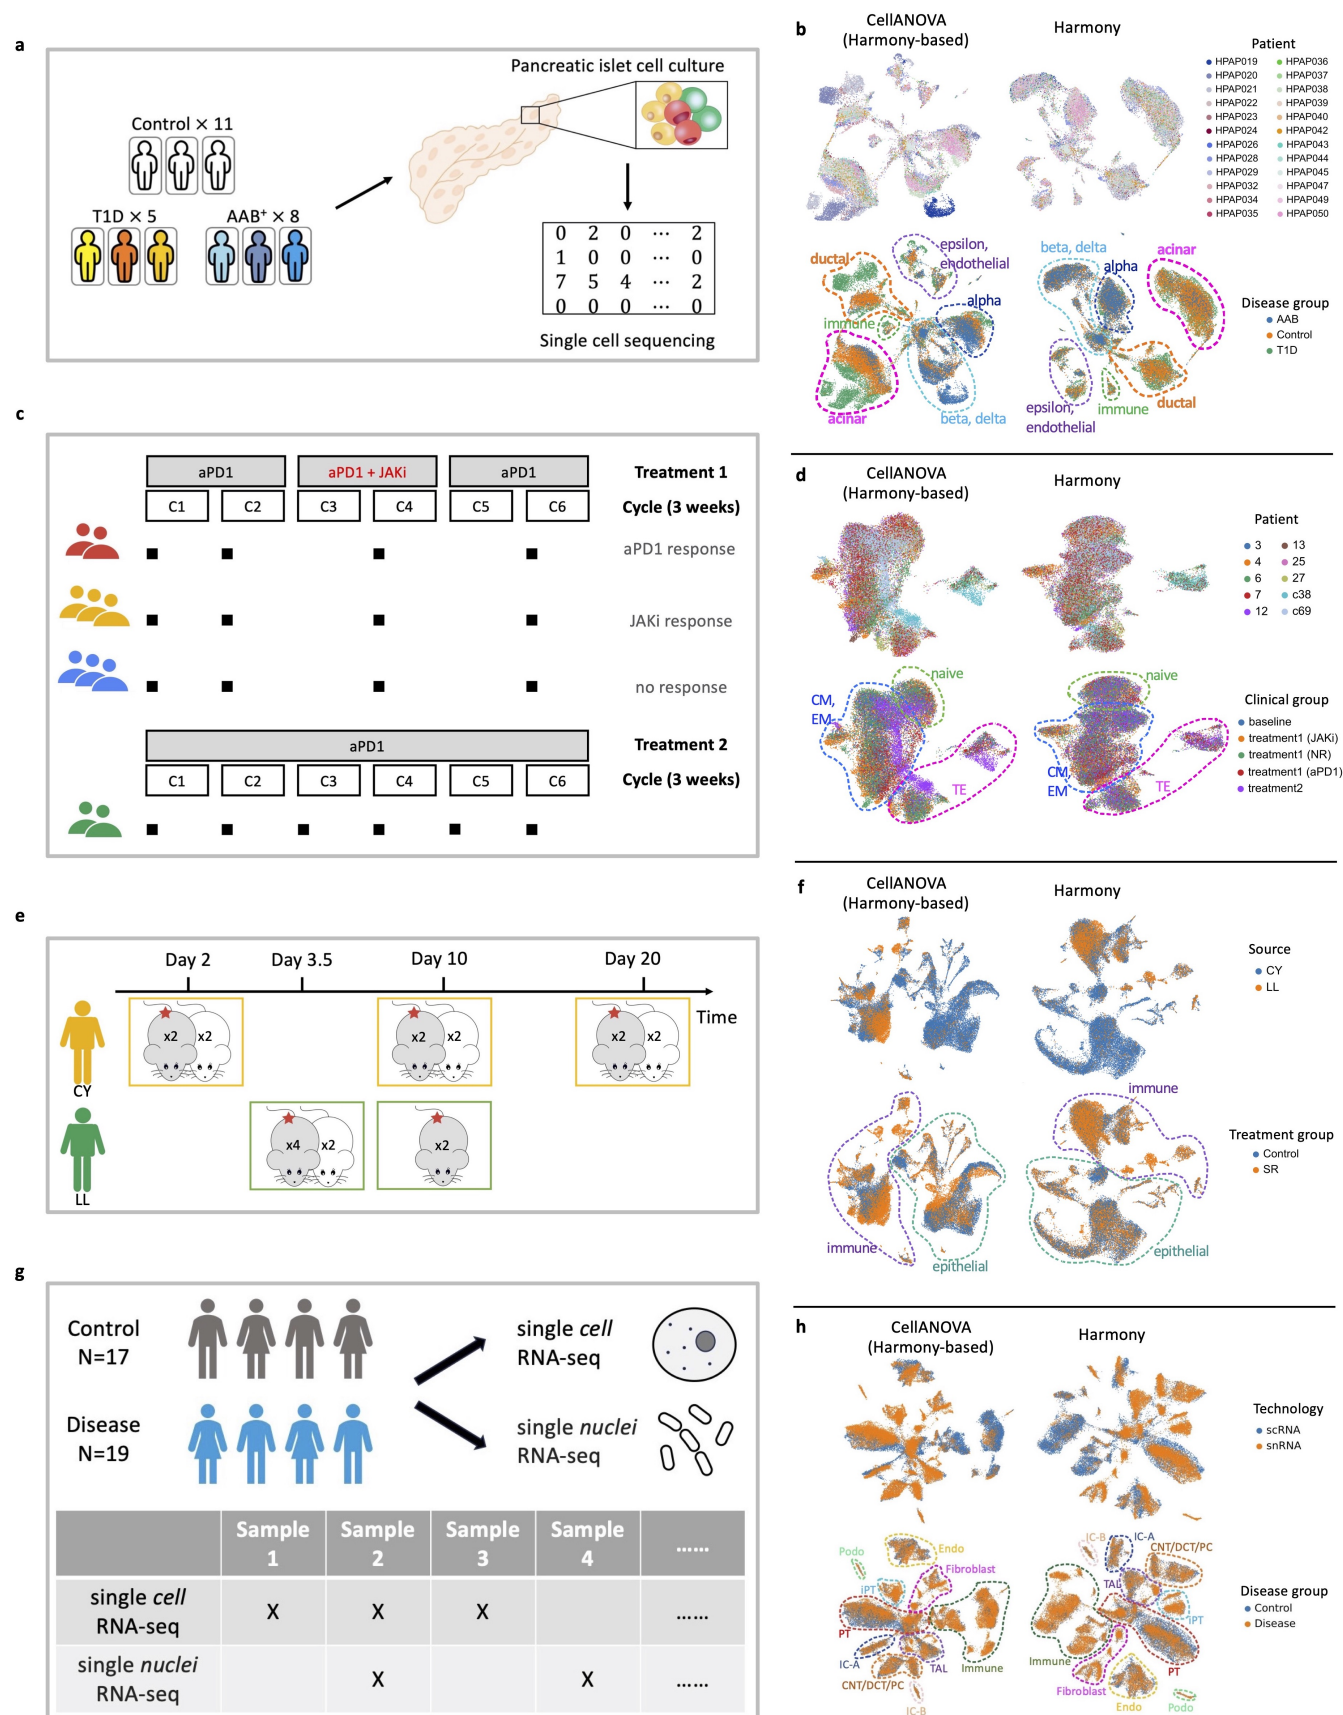 a
Pancreatic islet cell culture
Control × 11
T1D × 5
AAB⁺ × 8
0 2 0 ⋯ 2
1 0 0 ⋯ 0
7 5 4 ⋯ 2
0 0 0 ⋯ 0
Single cell sequencing
b
CellANOVA
(Harmony-based)
Harmony
Patient
HPAP019 HPAP036
HPAP020 HPAP037
HPAP021 HPAP038
HPAP022 HPAP039
HPAP023 HPAP040
HPAP024 HPAP042
HPAP026 HPAP043
HPAP028 HPAP044
HPAP029 HPAP045
HPAP032 HPAP047
HPAP034 HPAP049
HPAP035 HPAP050
ductal
epsilon,
endothelial
alpha
immune
acinar
beta, delta
beta, delta
alpha
acinar
epsilon,
endothelial
immune
ductal
Disease group
AAB
Control
T1D
c
aPD1 aPD1 + JAKi aPD1 Treatment 1
C1 C2 C3 C4 C5 C6 Cycle (3 weeks)
aPD1 response
JAKi response
no response
aPD1 Treatment 2
C1 C2 C3 C4 C5 C6 Cycle (3 weeks)
d
CellANOVA
(Harmony-based)
Harmony
Patient
3 13
4 25
6 27
7 c38
12 c69
naive
CM,
EM
TE
naive
CM,
EM
TE
Clinical group
baseline
treatment1 (JAKi)
treatment1 (NR)
treatment1 (aPD1)
treatment2
e
Day 2 Day 3.5 Day 10 Day 20
Time
x2 x2 x2 x2 x2 x2
CY
x4 x2 x2
LL
f
CellANOVA
(Harmony-based)
Harmony
Source
CY
LL
immune
epithelial
immune
epithelial
Treatment group
Control
SR
g
Control
N=17
Disease
N=19
single cell
RNA-seq
single nuclei
RNA-seq
Sample 1 Sample 2 Sample 3 Sample 4 ......
single cell RNA-seq X X X ......
single nuclei RNA-seq X X ......
h
CellANOVA
(Harmony-based)
Harmony
Technology
scRNA
snRNA
Podo
Endo
Fibroblast
iPT
PT
IC-A
TAL
Immune
CNT/DCT/PC
IC-B
IC-B
IC-A
CNT/DCT/PC
TAL
iPT
Immune
PT
Fibroblast
Endo
Podo
Disease group
Control
Disease